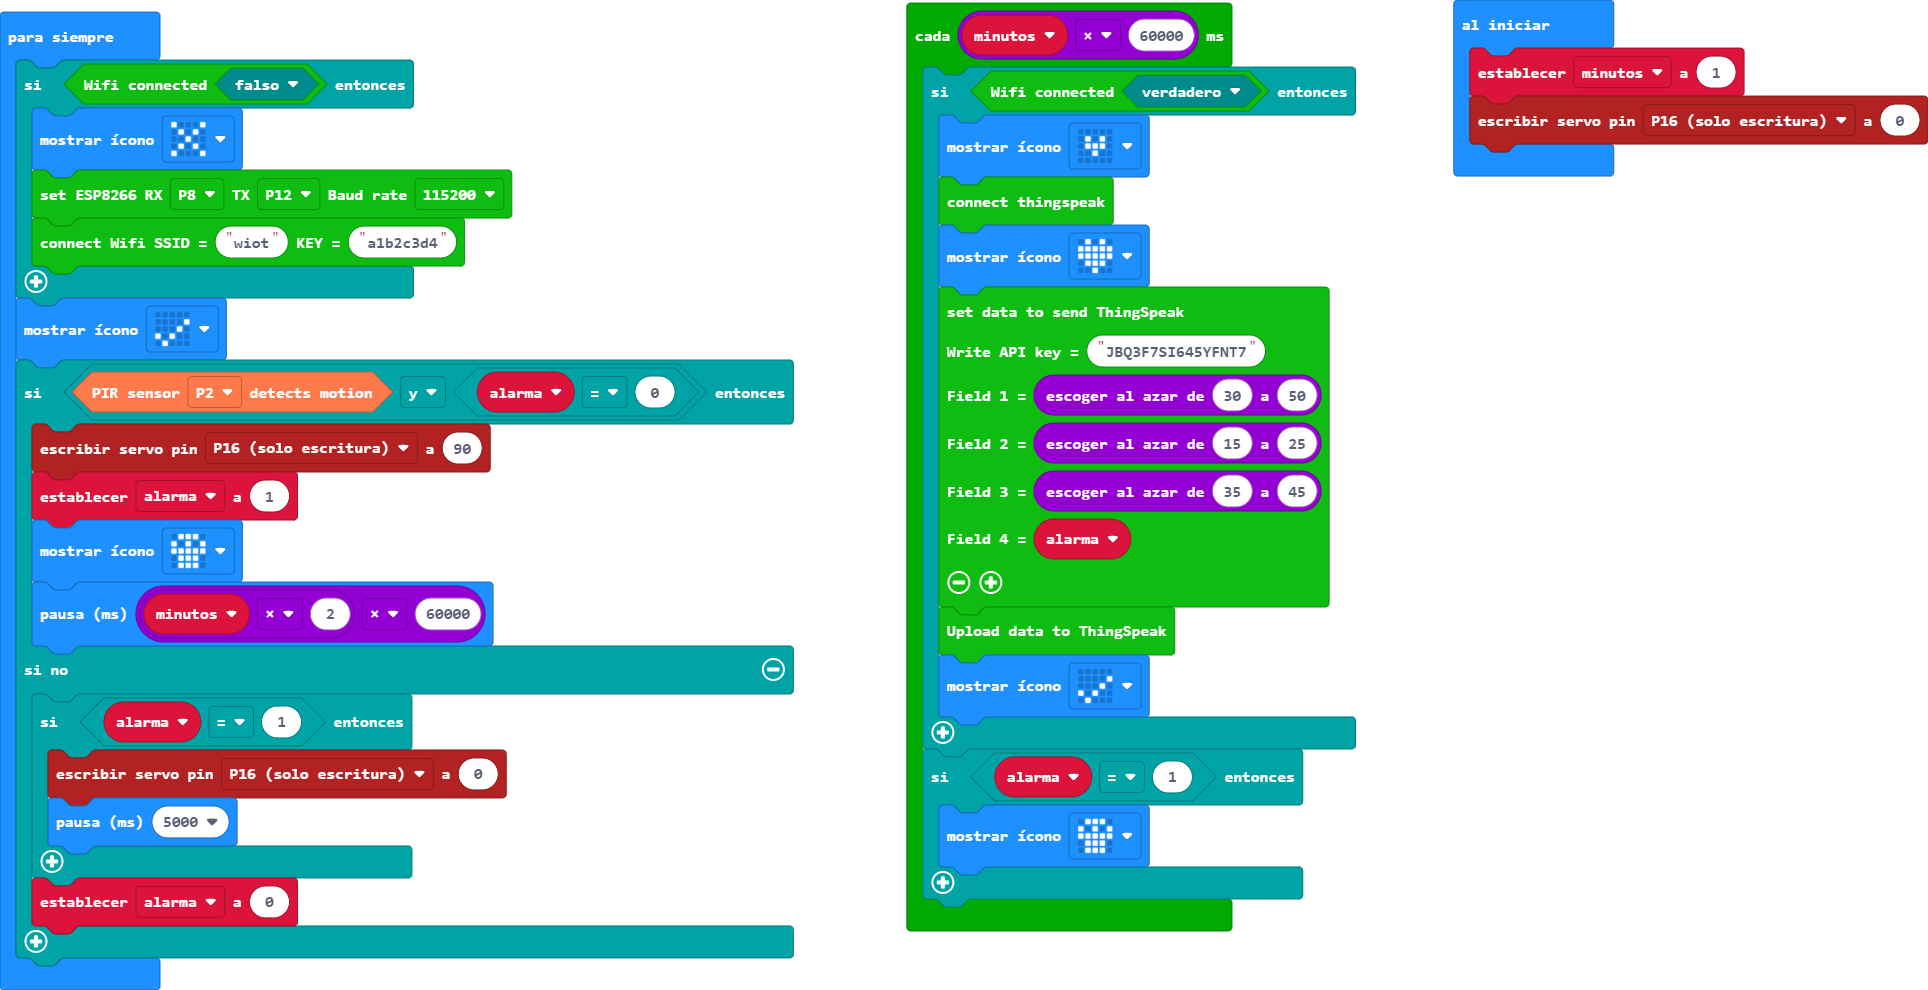 para siempre
si Wifi connected falso entonces
mostrar ícono
set ESP8266 RX P8 TX P12 Baud rate 115200
connect Wifi SSID = "wiot" KEY = "a1b2c3d4"
mostrar ícono
si PIR sensor P2 detects motion y alarma = 0 entonces
escribir servo pin P16 (solo escritura) a 90
establecer alarma a 1
mostrar ícono
pausa (ms) minutos × 2 × 60000
si no
si alarma = 1 entonces
escribir servo pin P16 (solo escritura) a 0
pausa (ms) 5000
establecer alarma a 0
cada minutos × 60000 ms
si Wifi connected verdadero entonces
mostrar ícono
connect thingspeak
mostrar ícono
set data to send ThingSpeak
Write API key = "JBQ3F7SI645YFNT7"
Field 1 = escoger al azar de 30 a 50
Field 2 = escoger al azar de 15 a 25
Field 3 = escoger al azar de 35 a 45
Field 4 = alarma
Upload data to ThingSpeak
mostrar ícono
si alarma = 1 entonces
mostrar ícono
al iniciar
establecer minutos a 1
escribir servo pin P16 (solo escritura) a 0